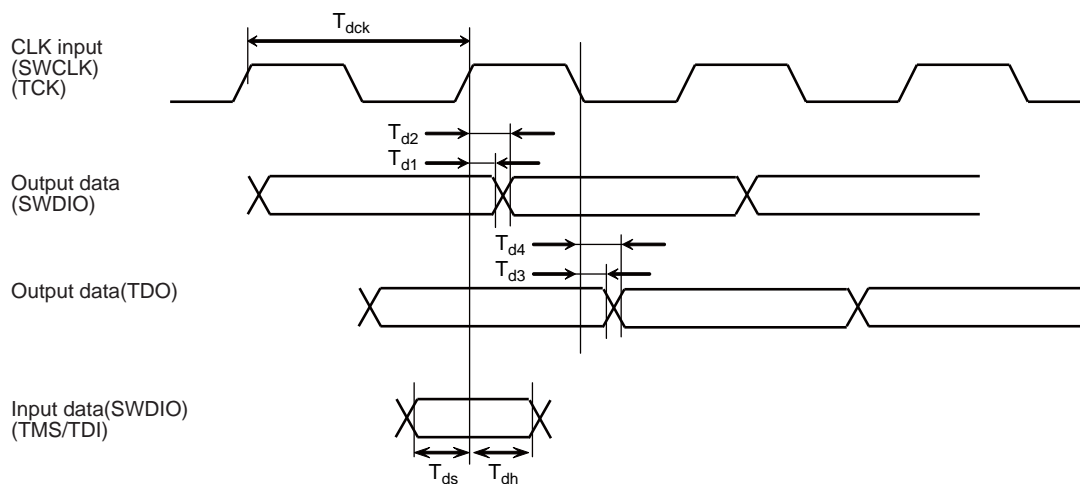 T_dck
CLK input
(SWCLK)
(TCK)
T_d2
T_d1
Output data
(SWDIO)
T_d4
T_d3
Output data(TDO)
Input data(SWDIO)
(TMS/TDI)
T_ds T_dh